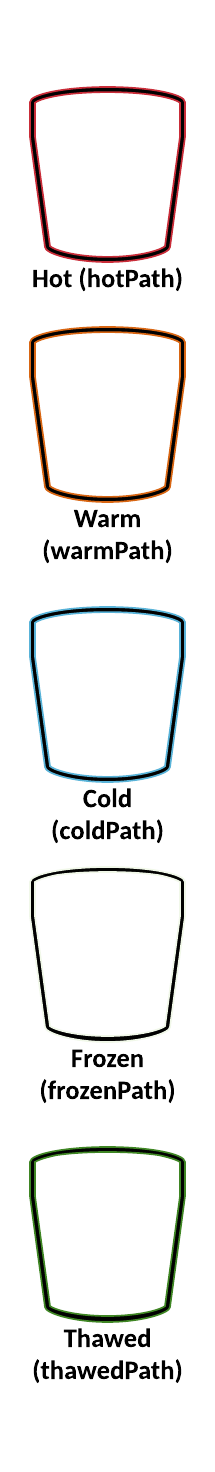 Hot (hotPath)
Warm
(warmPath)
Cold
(coldPath)
Frozen
(frozenPath)
Thawed
(thawedPath)